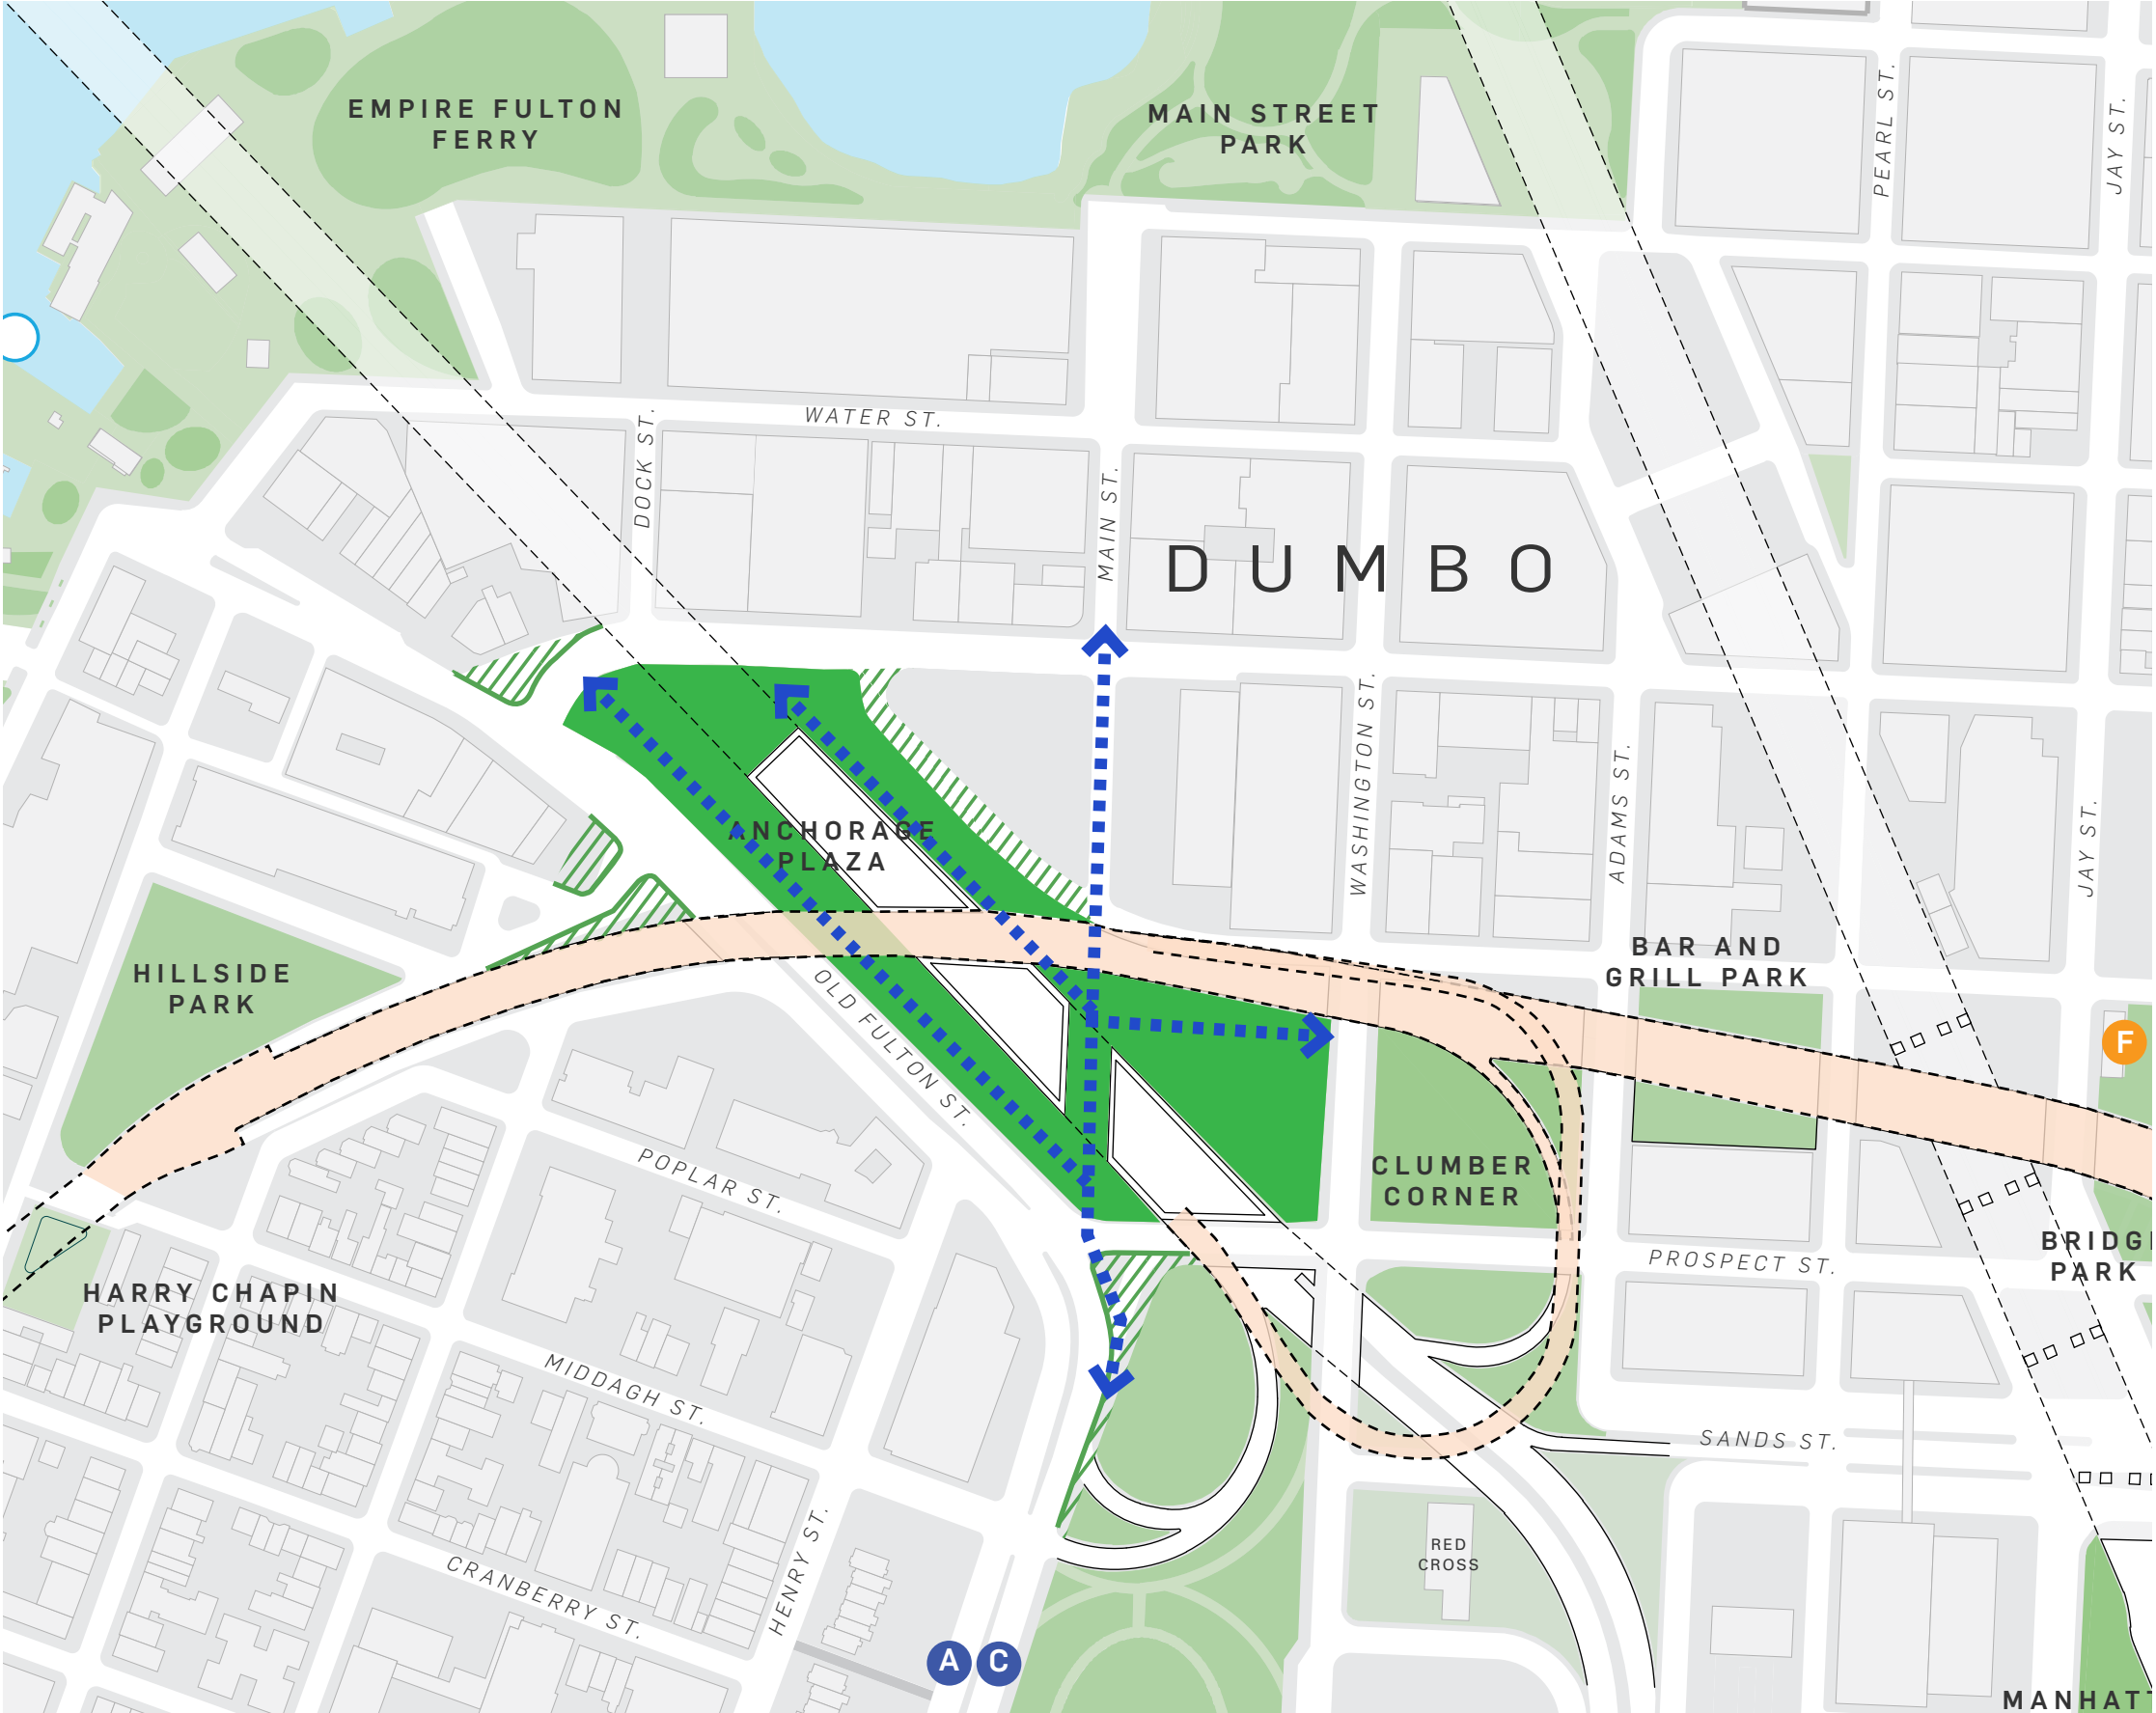 EMPIRE FULTON
FERRY
MAIN STREET
PARK
PEARL ST.
JAY ST.
WATER ST.
DOCK ST.
MAIN ST.
DUMBO
WASHINGTON ST.
ADAMS ST.
JAY ST.
ANCHORAGE
PLAZA
BAR AND
GRILL PARK
HILLSIDE
PARK
OLD FULTON ST.
F
CLUMBER
CORNER
POPLAR ST.
PROSPECT ST.
BRIDG
PARK
HARRY CHAPIN
PLAYGROUND
MIDDAGH ST.
SANDS ST.
HENRY ST.
RED
CROSS
CRANBERRY ST.
A C
MANHAT